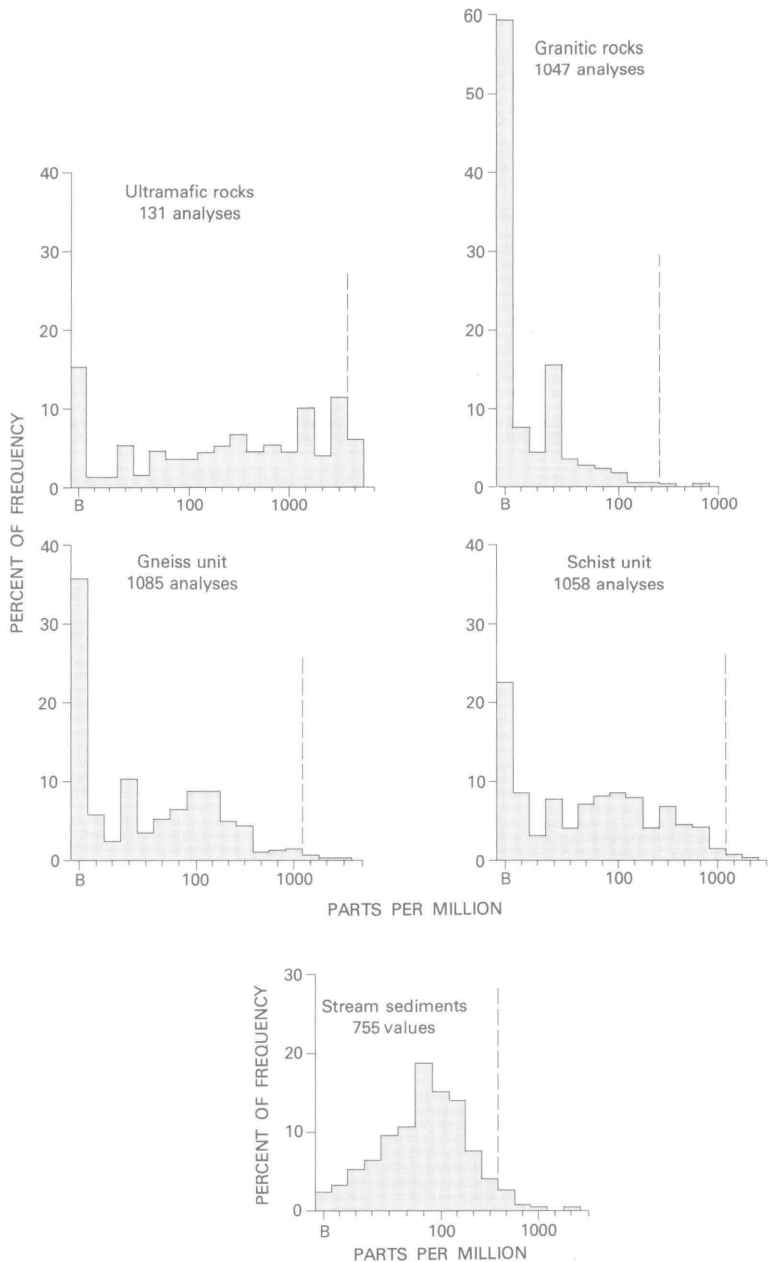 60
Granitic rocks
1047 analyses
50
40
30
20
10
0
B
100
1000
40
Ultramafic rocks
131 analyses
30
20
10
0
B
100
1000
PERCENT OF FREQUENCY
40
Gneiss unit
1085 analyses
30
20
10
0
B
100
1000
40
Schist unit
1058 analyses
30
20
10
0
B
100
1000
PARTS PER MILLION
30
Stream sediments
755 values
20
10
0
PERCENT OF FREQUENCY
B
100
1000
PARTS PER MILLION